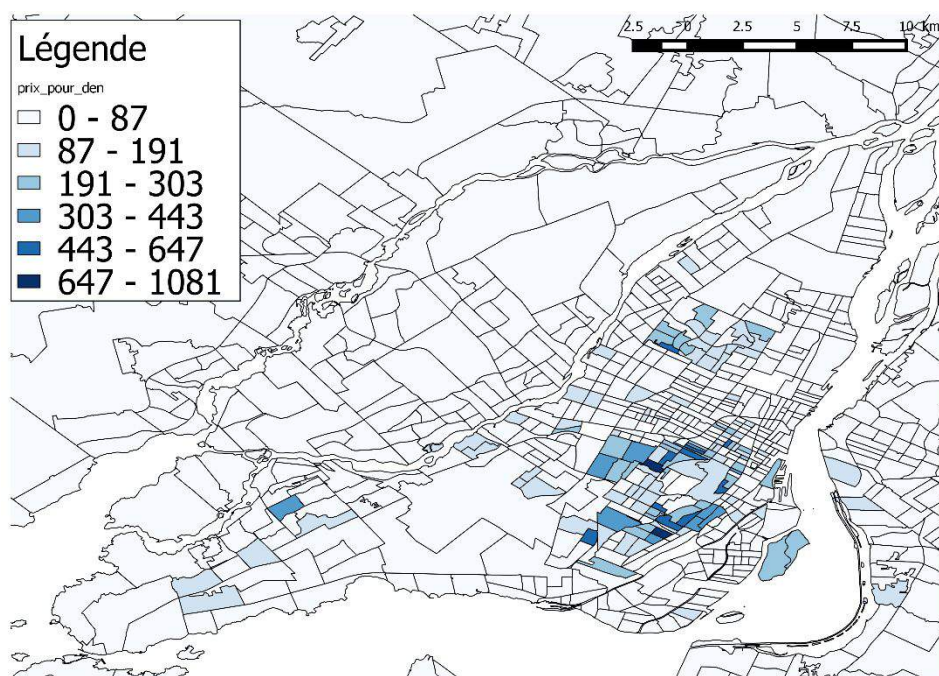 2.5 0 2.5 5 7.5 10 km
Légende
prix_pour_den
0 - 87
87 - 191
191 - 303
303 - 443
443 - 647
647 - 1081